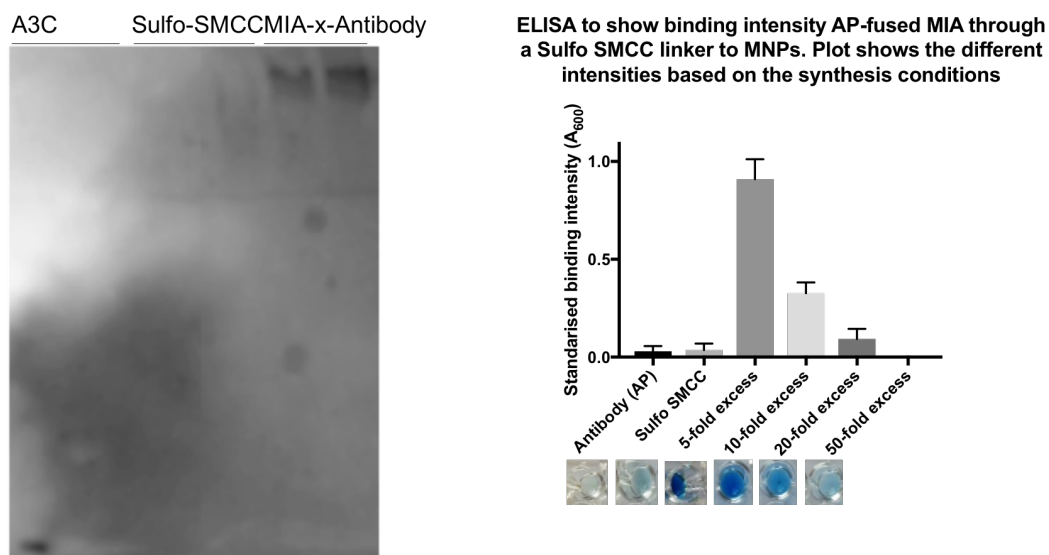 A3C
Sulfo-SMCCMIA-x-Antibody
ELISA to show binding intensity AP-fused MIA through
a Sulfo SMCC linker to MNPs. Plot shows the different
intensities based on the synthesis conditions
Standarised binding intensity (A600)
1.0
0.5
0.0
Antibody (AP)
Sulfo SMCC
5-fold excess
10-fold excess
20-fold excess
50-fold excess